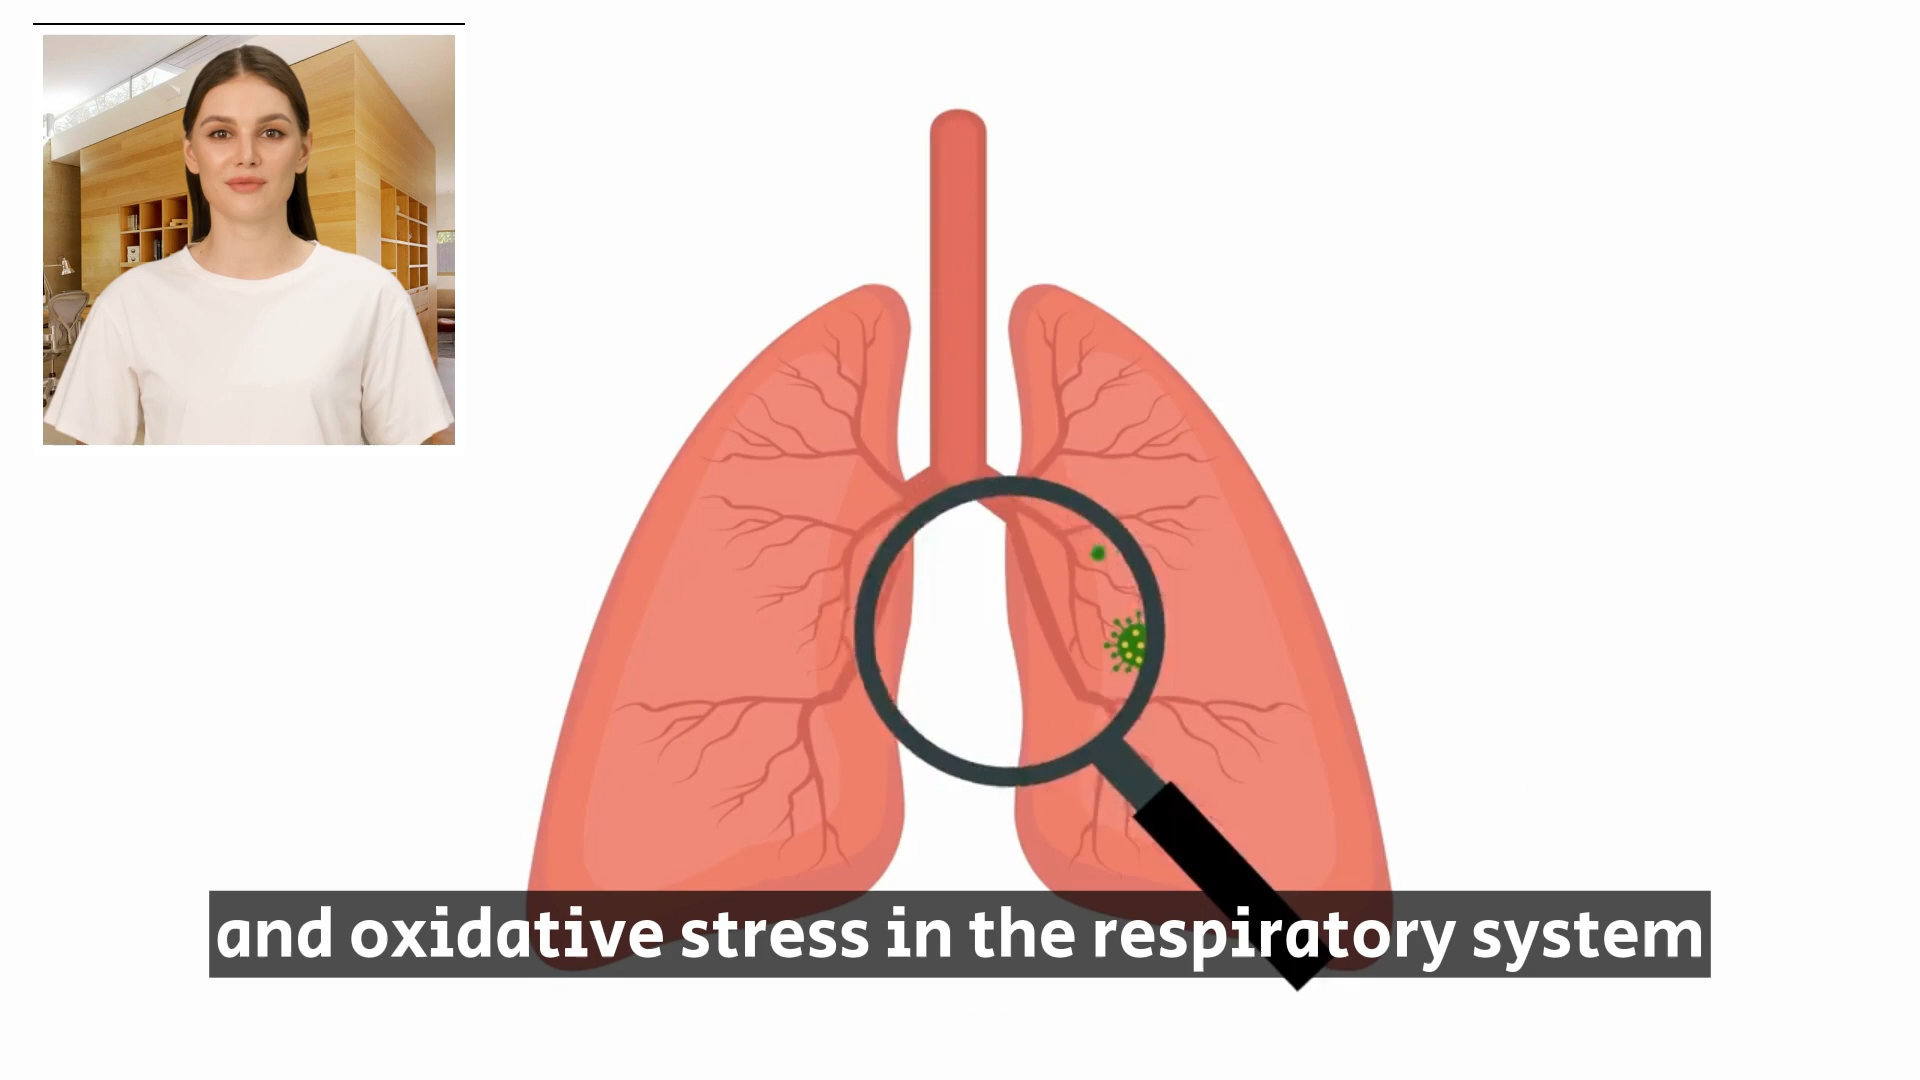 and oxidative stress in the respiratory system